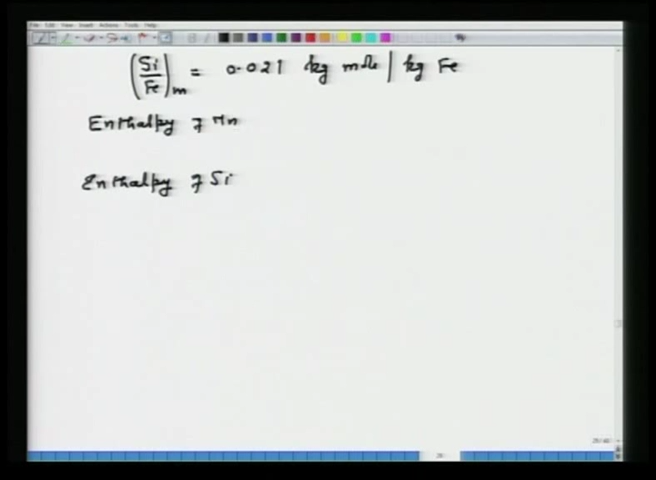 (Si/Fe)m = 0.021 kg mole / kg Fe
Enthalpy of Mn
Enthalpy of Si